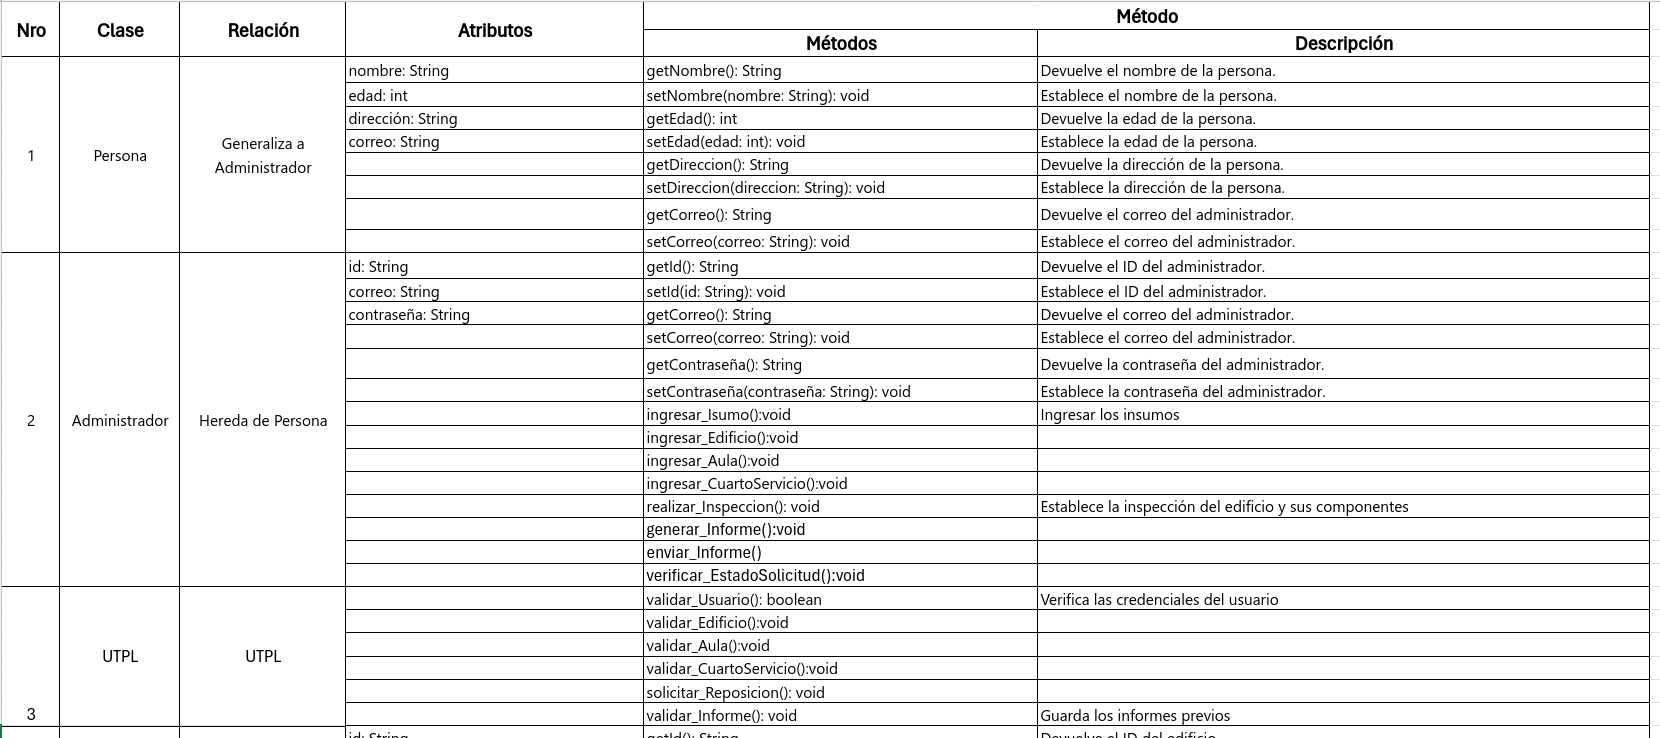 Nro Clase Relación Atributos Método
Métodos Descripción
1 Persona Generaliza a Administrador
nombre: String getNombre(): String Devuelve el nombre de la persona.
edad: int setNombre(nombre: String): void Establece el nombre de la persona.
dirección: String getEdad(): int Devuelve la edad de la persona.
correo: String setEdad(edad: int): void Establece la edad de la persona.
getDireccion(): String Devuelve la dirección de la persona.
setDireccion(direccion: String): void Establece la dirección de la persona.
getCorreo(): String Devuelve el correo del administrador.
setCorreo(correo: String): void Establece el correo del administrador.
2 Administrador Hereda de Persona
id: String getId(): String Devuelve el ID del administrador.
correo: String setId(id: String): void Establece el ID del administrador.
contraseña: String getCorreo(): String Devuelve el correo del administrador.
setCorreo(correo: String): void Establece el correo del administrador.
getContraseña(): String Devuelve la contraseña del administrador.
setContraseña(contraseña: String): void Establece la contraseña del administrador.
ingresar_Isumo():void Ingresar los insumos
ingresar_Edificio():void
ingresar_Aula():void
ingresar_CuartoServicio():void
realizar_Inspeccion(): void Establece la inspección del edificio y sus componentes
generar_Informe():void
enviar_Informe()
verificar_EstadoSolicitud():void
3 UTPL UTPL
validar_Usuario(): boolean Verifica las credenciales del usuario
validar_Edificio():void
validar_Aula():void
validar_CuartoServicio():void
solicitar_Reposicion(): void
validar_Informe(): void Guarda los informes previos
id: String getId(): String Devuelve el ID del edificio